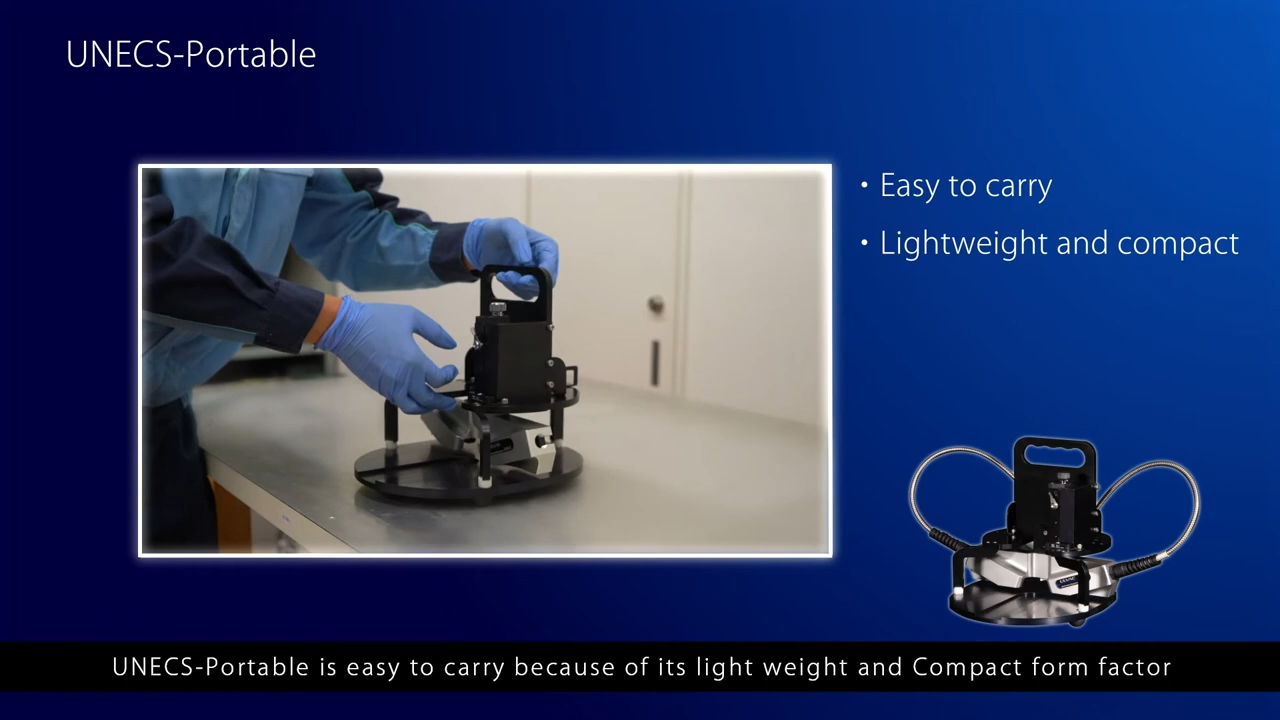 UNECS-Portable
・Easy to carry
・Lightweight and compact
UNECS-Portable is easy to carry because of its light weight and Compact form factor